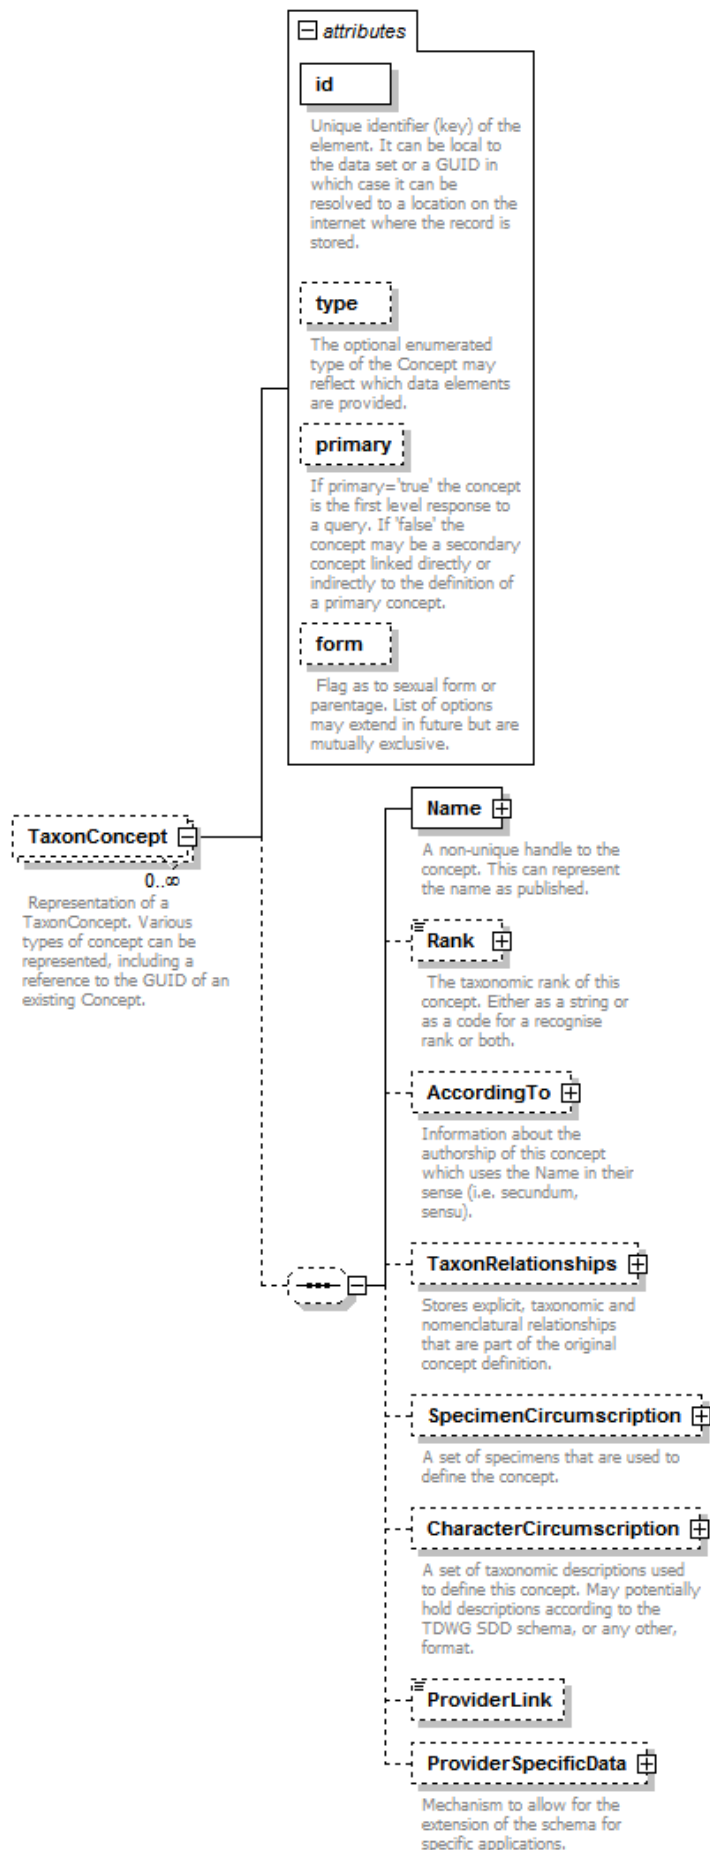 attributes
id
Unique identifier (key) of the
element. It can be local to
the data set or a GUID in
which case it can be
resolved to a location on the
internet where the record is
stored.
type
The optional enumerated
type of the Concept may
reflect which data elements
are provided.
primary
If primary='true' the concept
is the first level response to
a query. If 'false' the
concept may be a secondary
concept linked directly or
indirectly to the definition of
a primary concept.
form
Flag as to sexual form or
parentage. List of options
may extend in future but are
mutually exclusive.
TaxonConcept
0..∞
Representation of a
TaxonConcept. Various
types of concept can be
represented, including a
reference to the GUID of an
existing Concept.
Name
A non-unique handle to the
concept. This can represent
the name as published.
Rank
The taxonomic rank of this
concept. Either as a string or
as a code for a recognise
rank or both.
AccordingTo
Information about the
authorship of this concept
which uses the Name in their
sense (i.e. secundum,
sensu).
TaxonRelationships
Stores explicit, taxonomic and
nomenclatural relationships
that are part of the original
concept definition.
SpecimenCircumscription
A set of specimens that are used to
define the concept.
CharacterCircumscription
A set of taxonomic descriptions used
to define this concept. May potentially
hold descriptions according to the
TDWG SDD schema, or any other,
format.
ProviderLink
ProviderSpecificData
Mechanism to allow for the
extension of the schema for
specific applications.